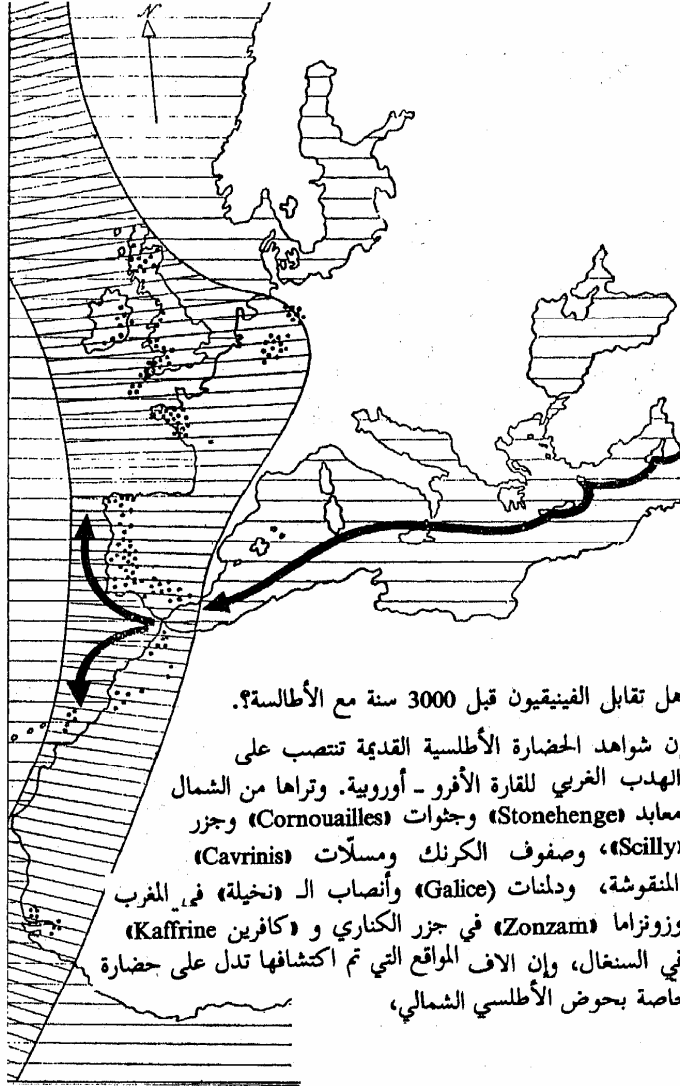 N
هل تقابل الفينيقيون قبل 3000 سنة مع الأطالسة؟.
إن شواهد الحضارة الأطلسية القديمة تنتصب على
الهدب الغربي للقارة الأفرو ـ أوروبية. وتراها من الشمال
معابد «Stonehenge» وجثوات «Cornouailles» وجزر
«Scilly»، وصفوف الكرنك ومسلّات «Cavrinis»
المنقوشة، ودلمنات (Galice» وأنصاب الـ «نخيلة» في المغرب
وزونزاما «Zonzam» في جزر الكناري و «كافرين Kaffrine»
في السنغال، وإن الاف المواقع التي تم اكتشافها تدل على حضارة
خاصة بحوض الأطلسي الشمالي،